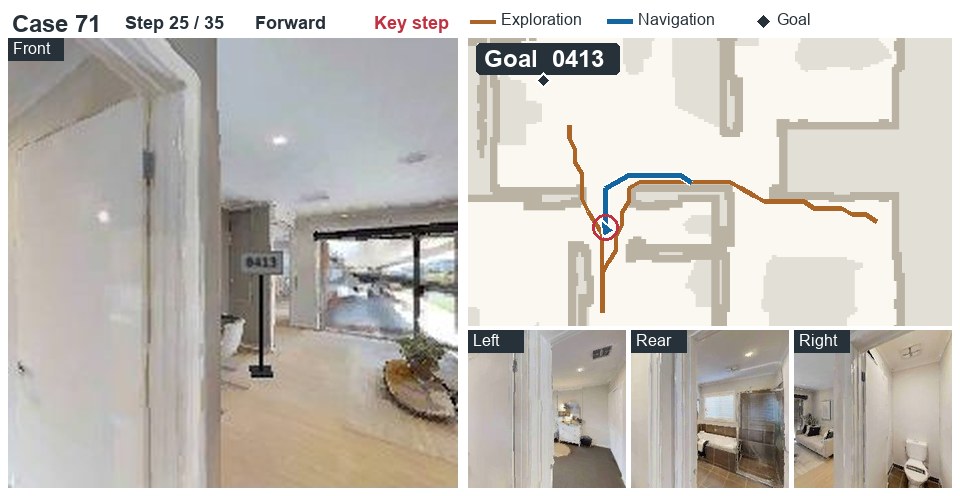 Case 71 Step 25 / 35 Forward Key step
Exploration Navigation Goal
Front
Goal 0413
0413
Left
Rear
Right